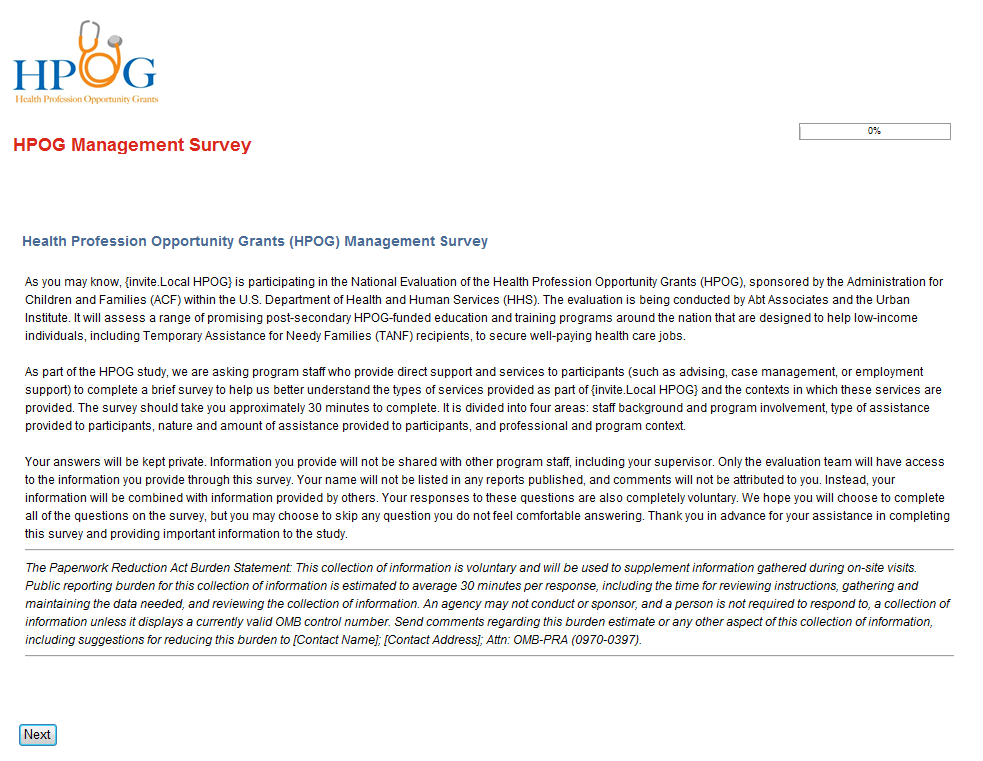 HPOG
Health Profession Opportunity Grants
0%
HPOG Management Survey
Health Profession Opportunity Grants (HPOG) Management Survey
As you may know, {invite.Local HPOG} is participating in the National Evaluation of the Health Profession Opportunity Grants (HPOG), sponsored by the Administration for
Children and Families (ACF) within the U.S. Department of Health and Human Services (HHS). The evaluation is being conducted by Abt Associates and the Urban
Institute. It will assess a range of promising post-secondary HPOG-funded education and training programs around the nation that are designed to help low-income
individuals, including Temporary Assistance for Needy Families (TANF) recipients, to secure well-paying health care jobs.
As part of the HPOG study, we are asking program staff who provide direct support and services to participants (such as advising, case management, or employment
support) to complete a brief survey to help us better understand the types of services provided as part of {invite.Local HPOG} and the contexts in which these services are
provided. The survey should take you approximately 30 minutes to complete. It is divided into four areas: staff background and program involvement, type of assistance
provided to participants, nature and amount of assistance provided to participants, and professional and program context.
Your answers will be kept private. Information you provide will not be shared with other program staff, including your supervisor. Only the evaluation team will have access
to the information you provide through this survey. Your name will not be listed in any reports published, and comments will not be attributed to you. Instead, your
information will be combined with information provided by others. Your responses to these questions are also completely voluntary. We hope you will choose to complete
all of the questions on the survey, but you may choose to skip any question you do not feel comfortable answering. Thank you in advance for your assistance in completing
this survey and providing important information to the study.
The Paperwork Reduction Act Burden Statement: This collection of information is voluntary and will be used to supplement information gathered during on-site visits.
Public reporting burden for this collection of information is estimated to average 30 minutes per response, including the time for reviewing instructions, gathering and
maintaining the data needed, and reviewing the collection of information. An agency may not conduct or sponsor, and a person is not required to respond to, a collection of
information unless it displays a currently valid OMB control number. Send comments regarding this burden estimate or any other aspect of this collection of information,
including suggestions for reducing this burden to [Contact Name]; [Contact Address]; Attn: OMB-PRA (0970-0397).
Next